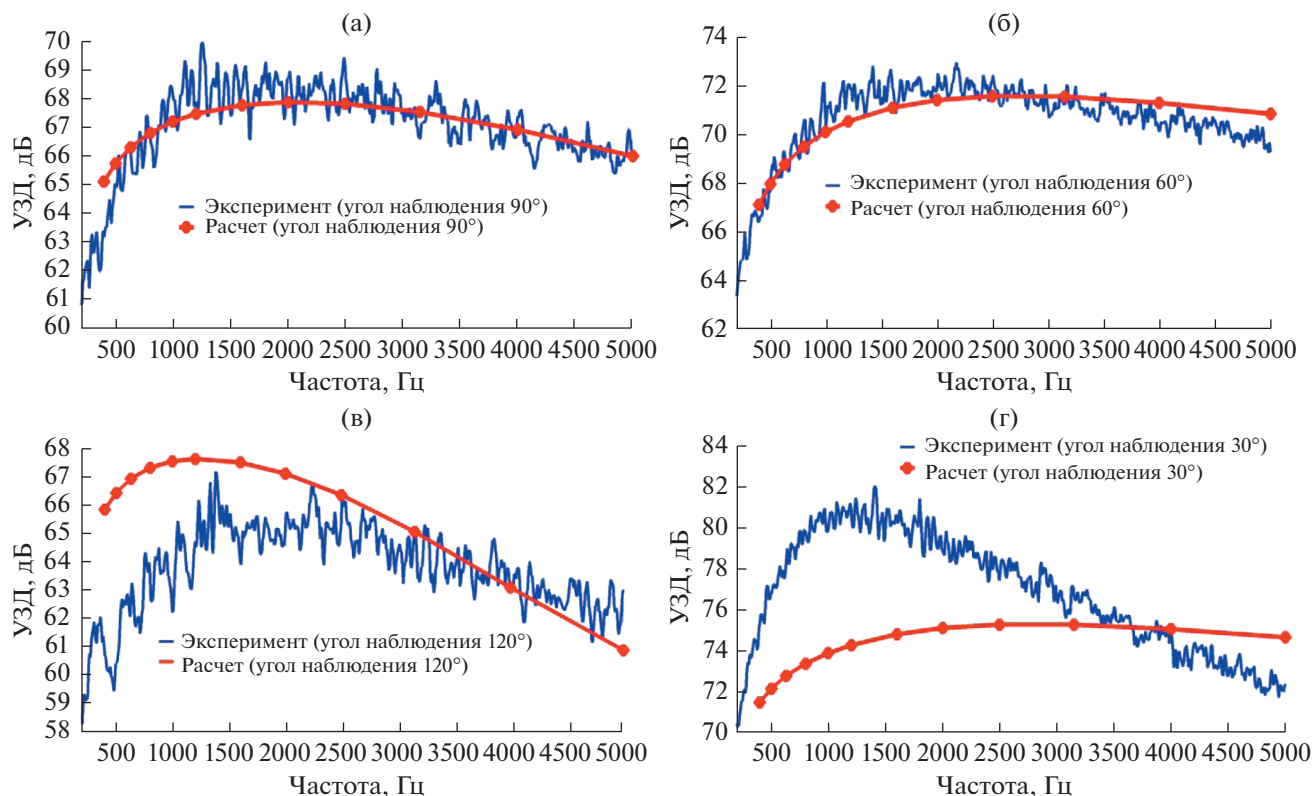 (а)
УЗД, дБ
70
69
68
67
66
65
64
63
62
61
60
Эксперимент (угол наблюдения 90°)
Расчет (угол наблюдения 90°)
500 1000 1500 2000 2500 3000 3500 4000 4500 5000
Частота, Гц
(б)
УЗД, дБ
74
72
70
68
66
64
62
Эксперимент (угол наблюдения 60°)
Расчет (угол наблюдения 60°)
500 1000 1500 2000 2500 3000 3500 4000 4500 5000
Частота, Гц
(в)
УЗД, дБ
68
67
66
65
64
63
62
61
60
59
58
Эксперимент (угол наблюдения 120°)
Расчет (угол наблюдения 120°)
500 1000 1500 2000 2500 3000 3500 4000 4500 5000
Частота, Гц
(г)
УЗД, дБ
84
82
80
78
76
75
74
72
70
Эксперимент (угол наблюдения 30°)
Расчет (угол наблюдения 30°)
500 1000 1500 2000 2500 3000 3500 4000 4500 5000
Частота, Гц